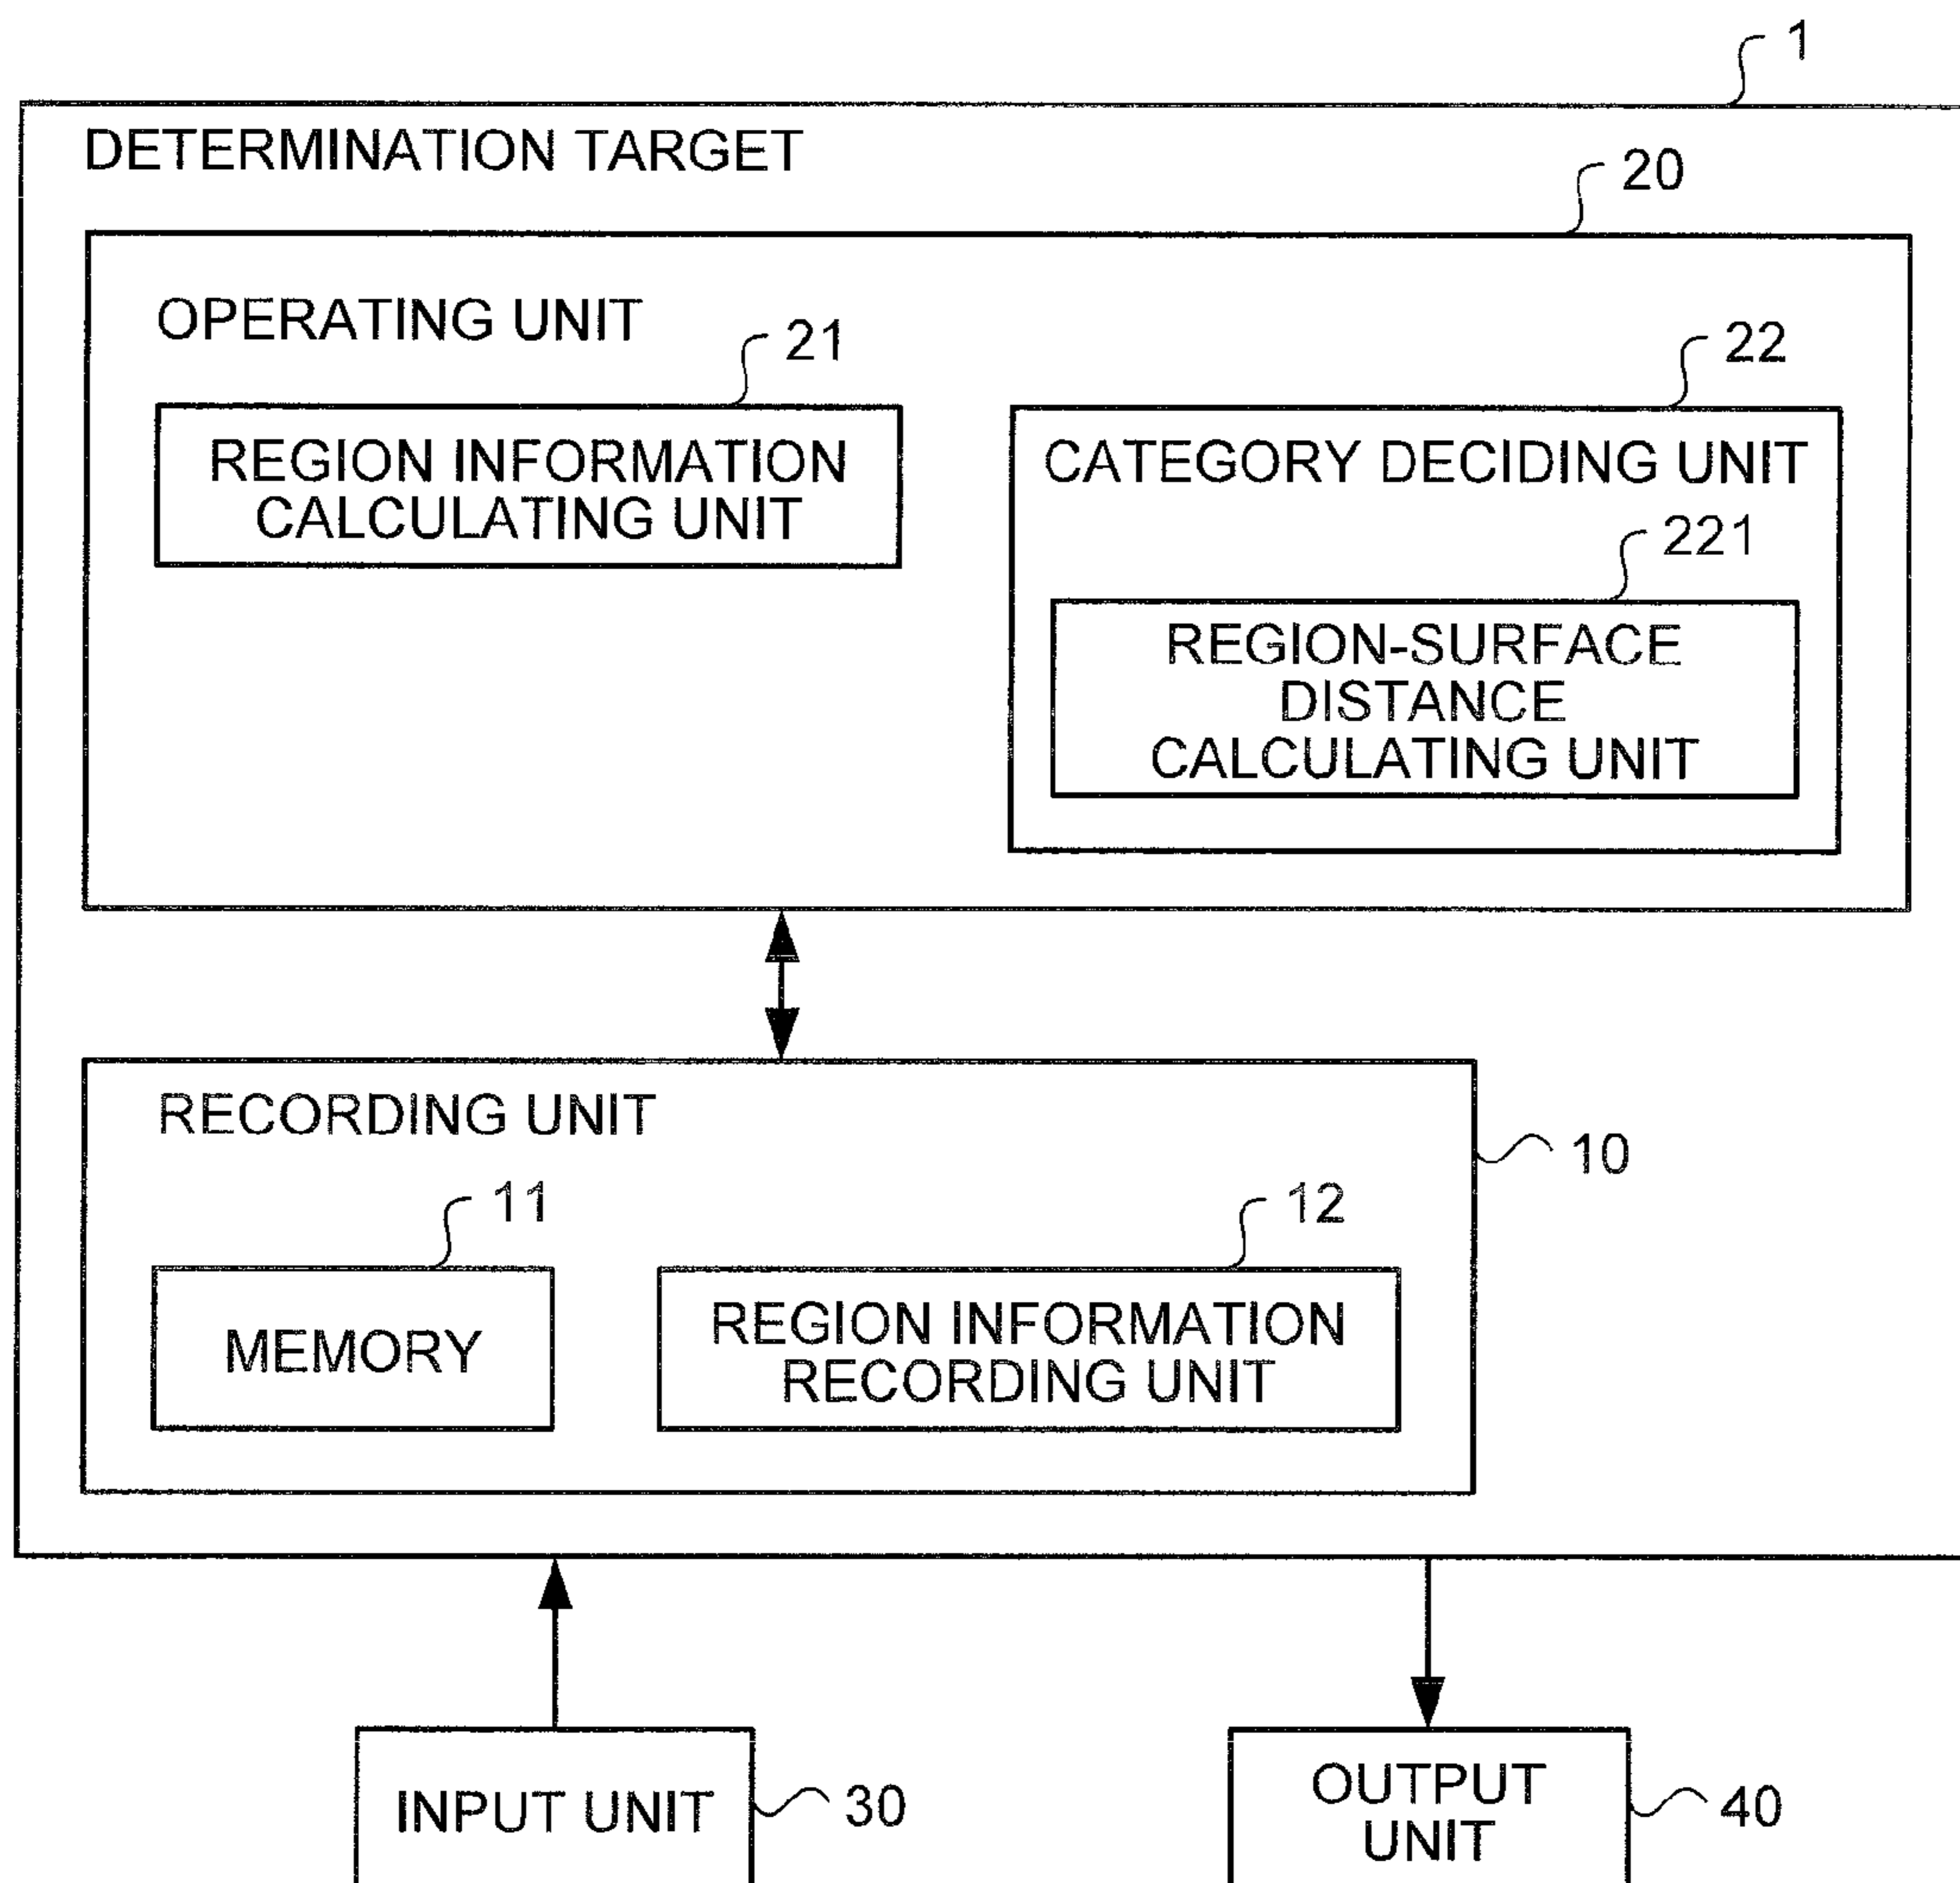 1
DETERMINATION TARGET
20
OPERATING UNIT
21
22
REGION INFORMATION
CALCULATING UNIT
CATEGORY DECIDING UNIT
221
REGION-SURFACE
DISTANCE
CALCULATING UNIT
RECORDING UNIT
10
11
12
MEMORY
REGION INFORMATION
RECORDING UNIT
INPUT UNIT
30
OUTPUT
UNIT
40